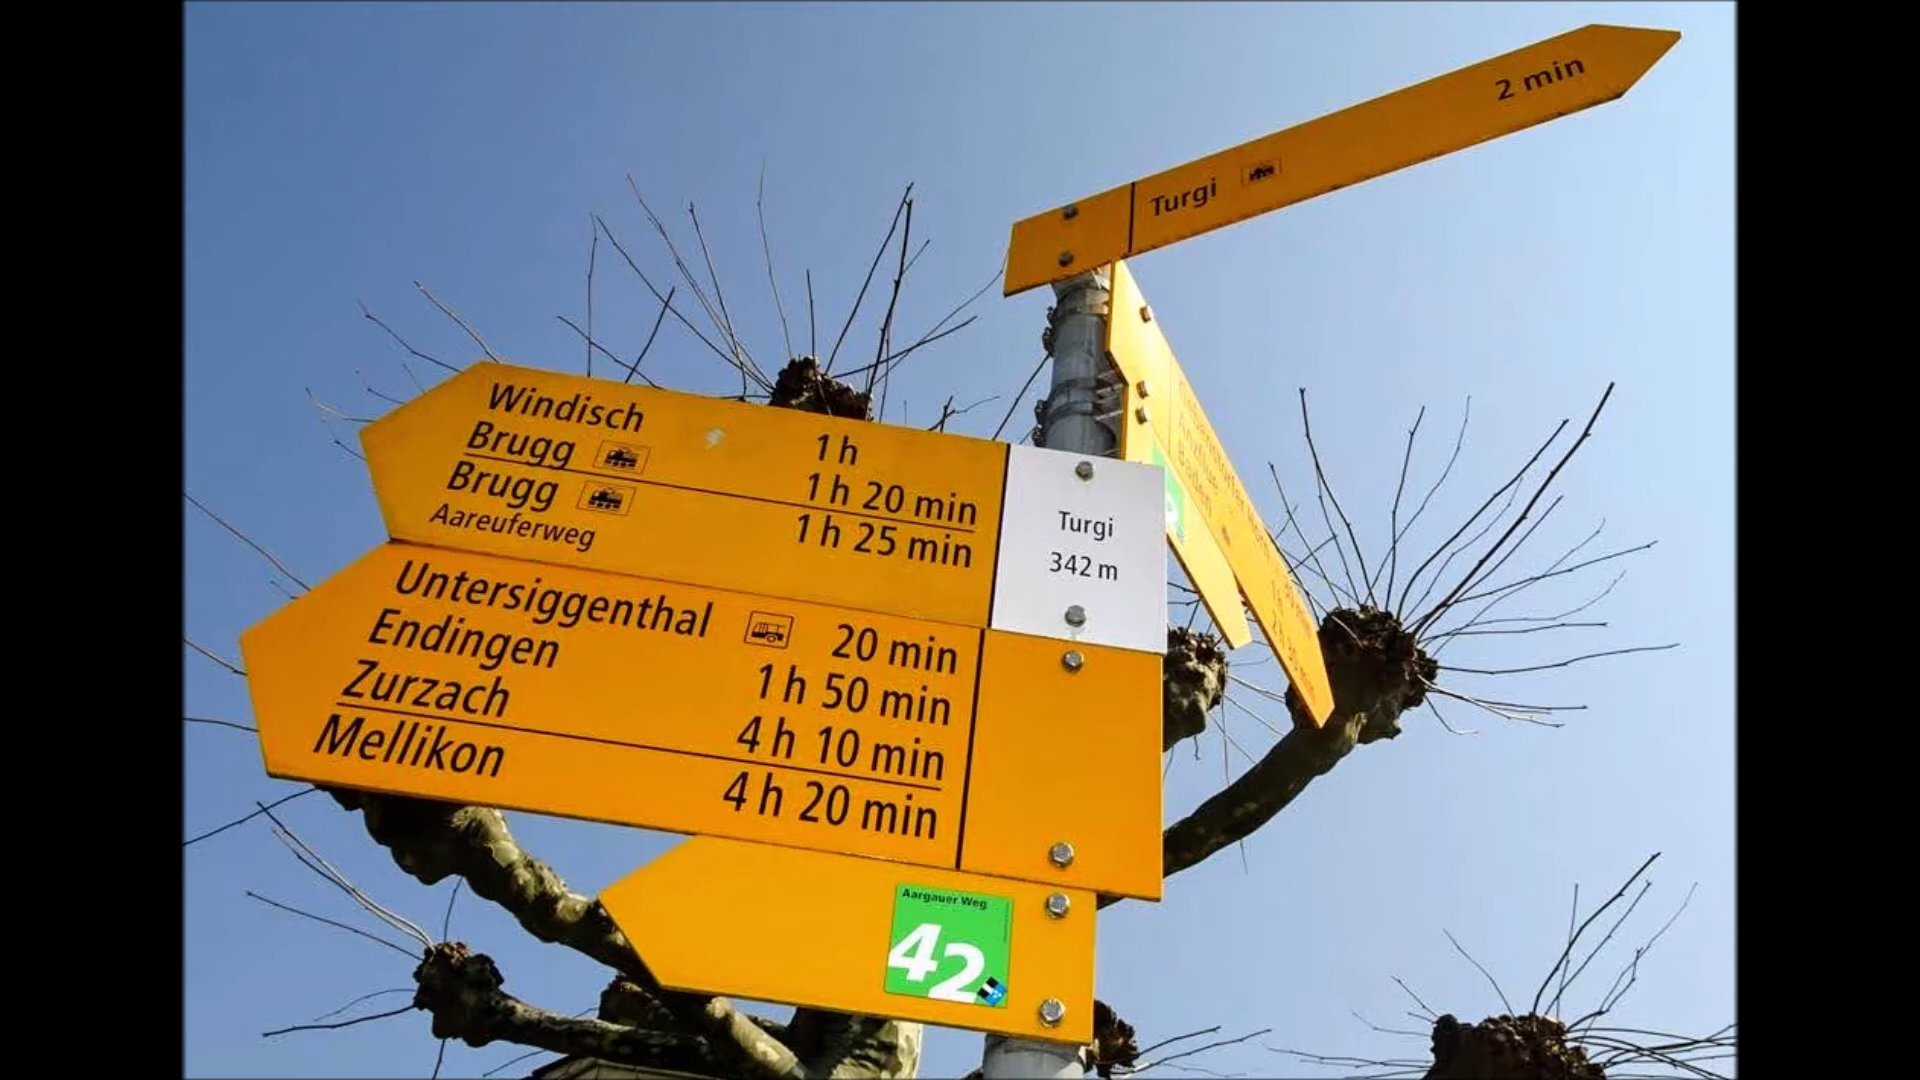 2 min
Turgi
Windisch 1 h
Brugg 1 h 20 min
Brugg 1 h 25 min
Aareuferweg
Turgi
342 m
Untersiggenthal 20 min
Endingen 1 h 50 min
Zurzach 4 h 10 min
Mellikon 4 h 20 min
Baden
Aargauer Weg
42